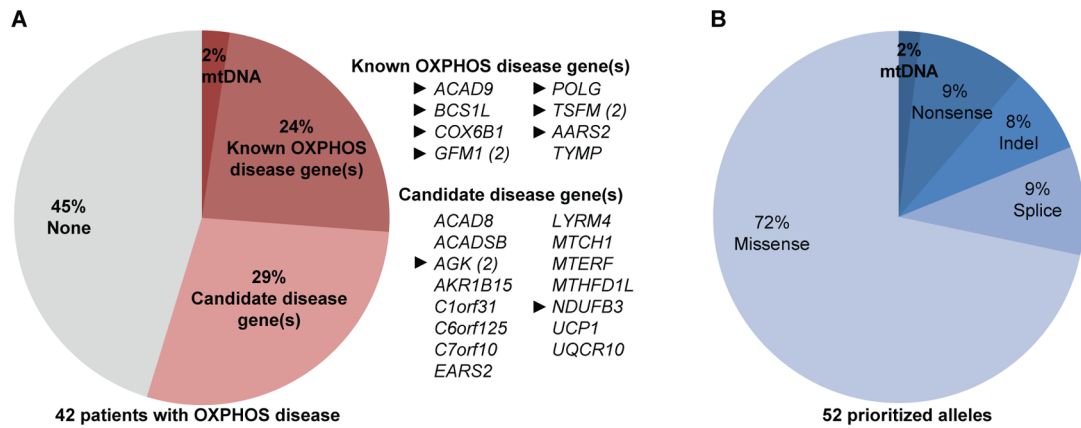 A
2%
mtDNA
24%
Known OXPHOS
disease gene(s)
45%
None
29%
Candidate disease
gene(s)
42 patients with OXPHOS disease
Known OXPHOS disease gene(s)
ACAD9 POLG
BCS1L TSFM (2)
COX6B1 AARS2
GFM1 (2) TYMP
Candidate disease gene(s)
ACAD8 LYRM4
ACADSB MTCH1
AGK (2) MTERF
AKR1B15 MTHFD1L
C1orf31 NDUFB3
C6orf125 UCP1
C7orf10 UQCR10
EARS2
B
2%
mtDNA
9%
Nonsense
8%
Indel
9%
Splice
72%
Missense
52 prioritized alleles